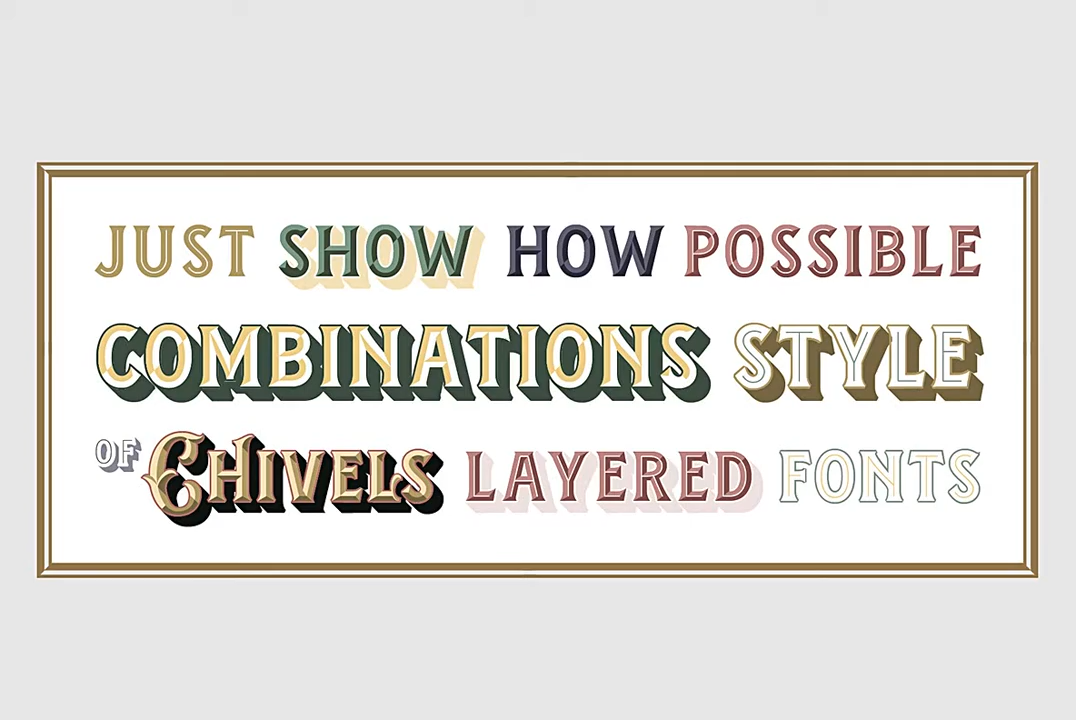 JUST SHOW HOW POSSIBLE
COMBINATIONS STYLE
OF CHIVELS LAYERED FONTS